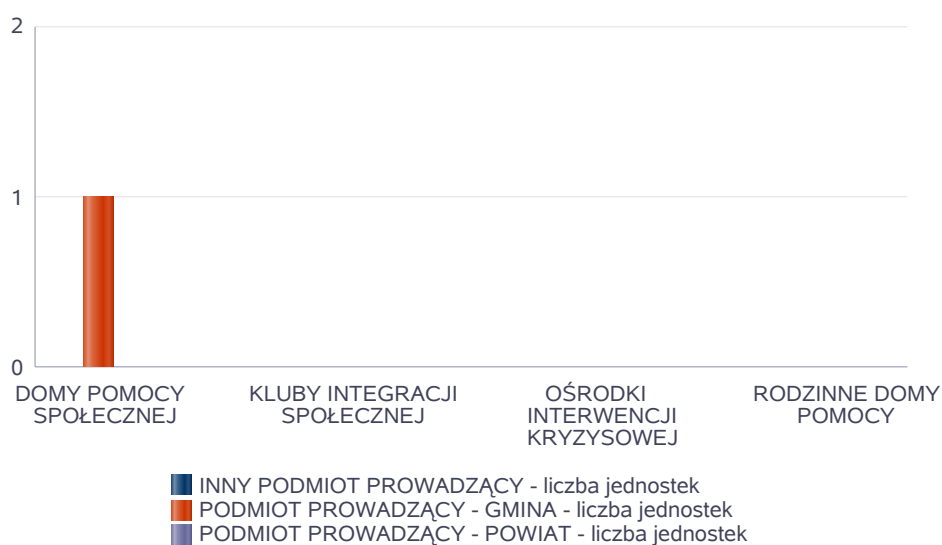 2
1
0
DOMY POMOCY
SPOŁECZNEJ
KLUBY INTEGRACJI
SPOŁECZNEJ
OŚRODKI
INTERWENCJI
KRYZYSOWEJ
RODZINNE DOMY
POMOCY
INNY PODMIOT PROWADZĄCY - liczba jednostek
PODMIOT PROWADZĄCY - GMINA - liczba jednostek
PODMIOT PROWADZĄCY - POWIAT - liczba jednostek